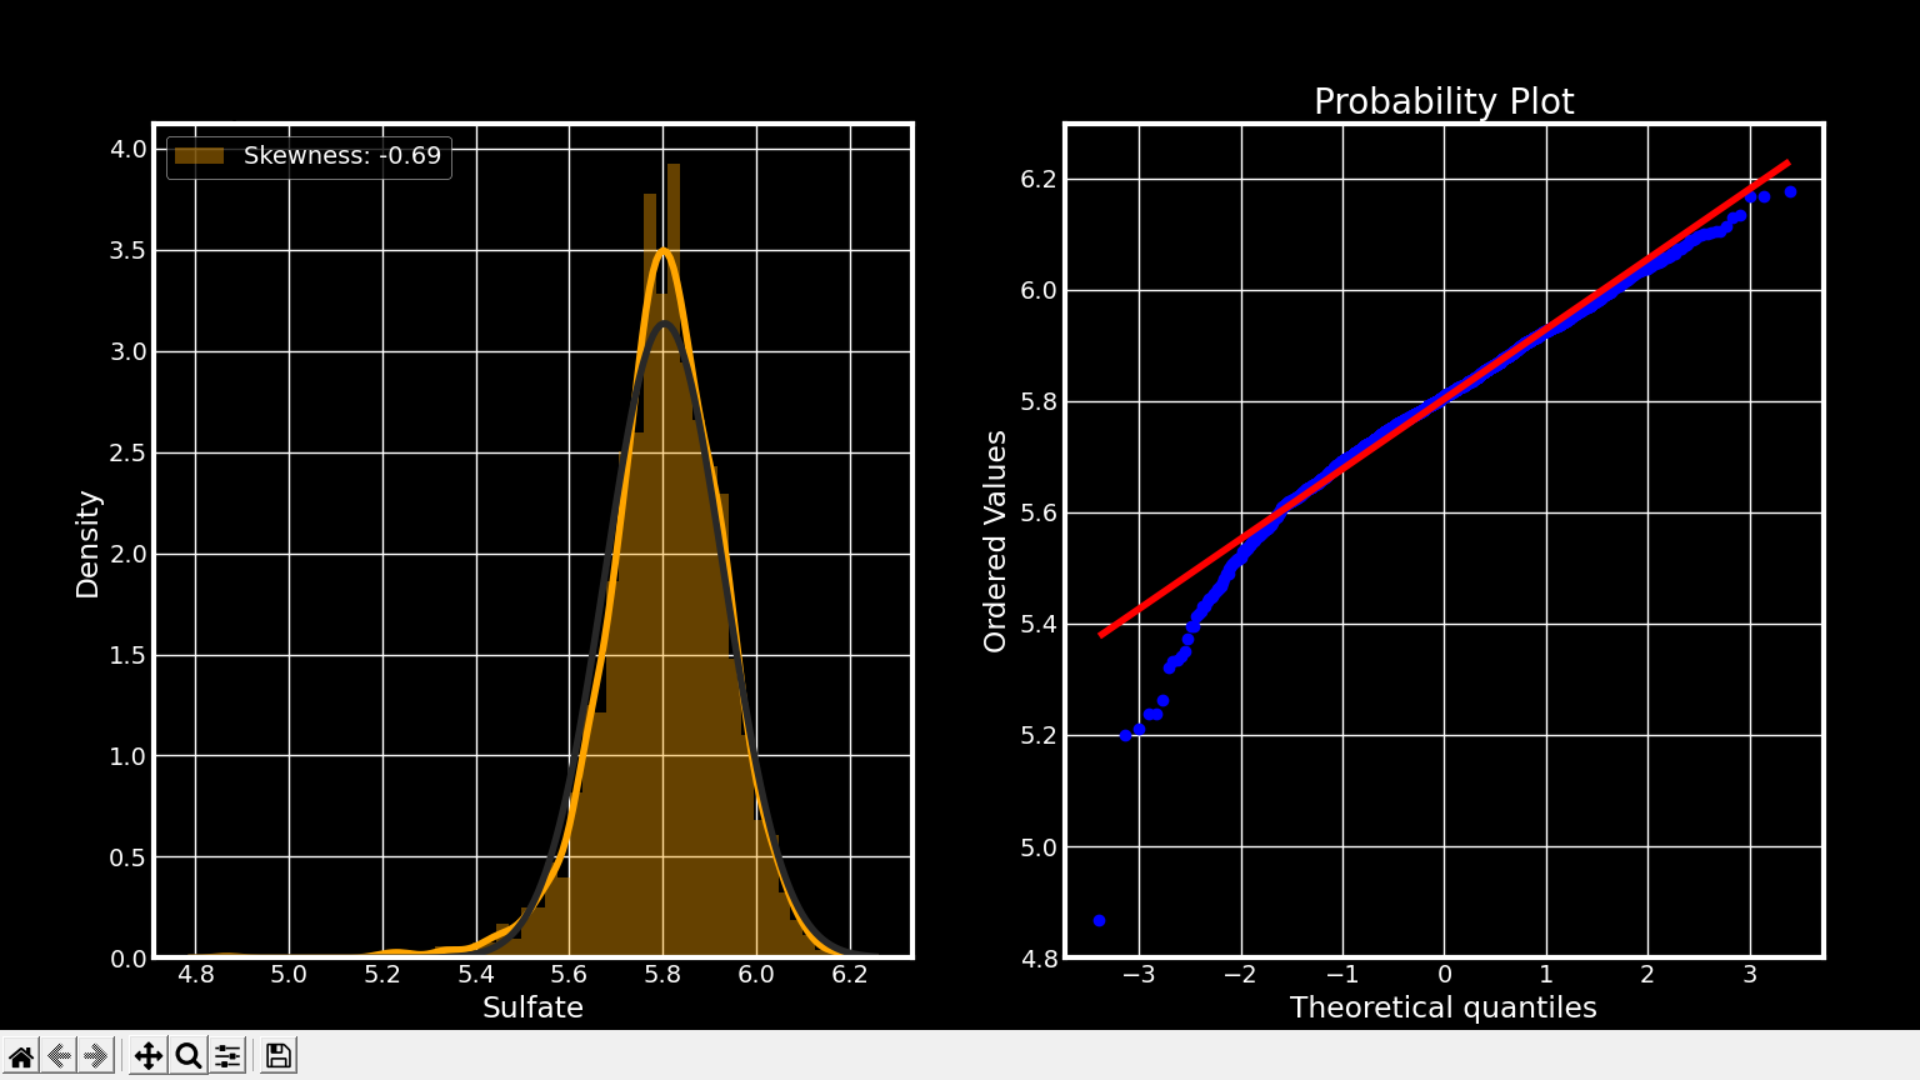 Skewness: -0.69
4.0
3.5
3.0
2.5
2.0
1.5
1.0
0.5
0.0
Density
4.8 5.0 5.2 5.4 5.6 5.8 6.0 6.2
Sulfate
Probability Plot
6.2
6.0
5.8
5.6
5.4
5.2
5.0
4.8
Ordered Values
−3 −2 −1 0 1 2 3
Theoretical quantiles